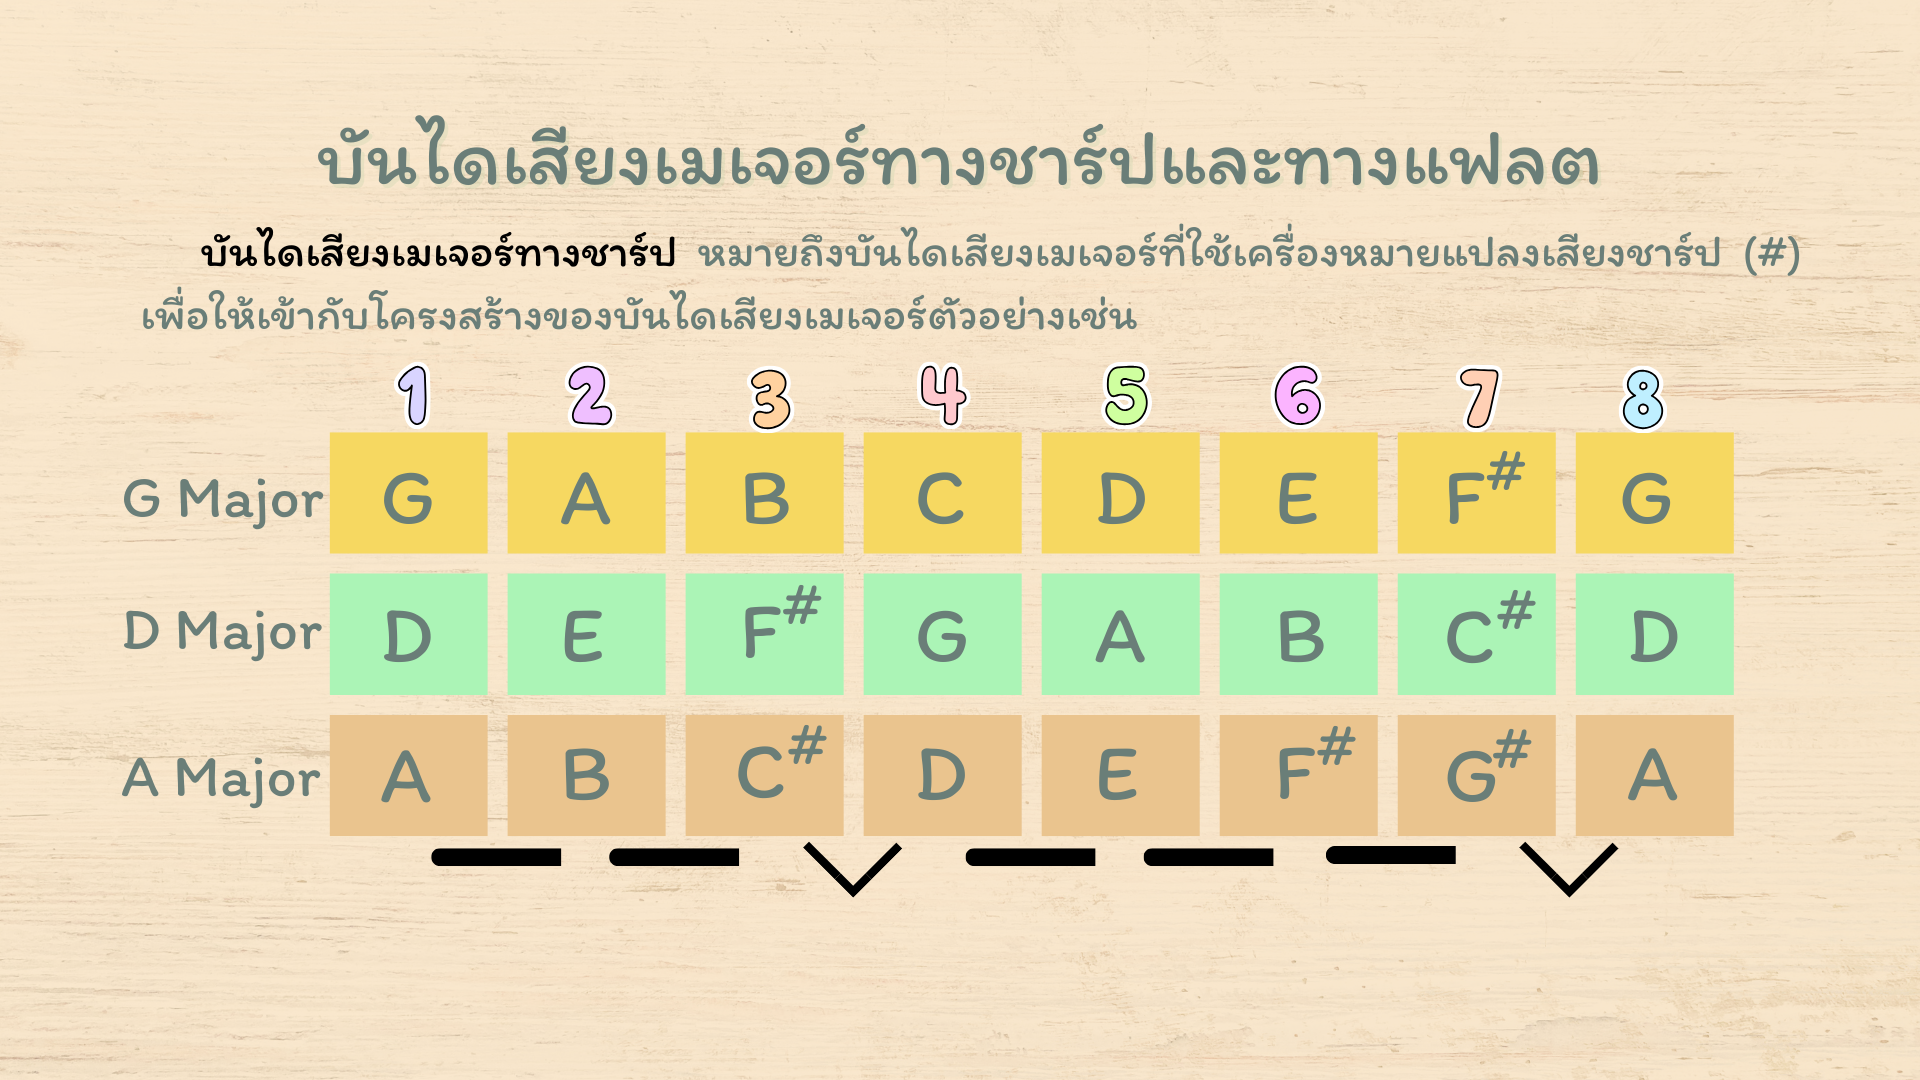 บันไดเสียงเมเจอร์ทางชาร์ปและทางแฟลต
บันไดเสียงเมเจอร์ทางชาร์ป หมายถึงบันไดเสียงเมเจอร์ที่ใช้เครื่องหมายแปลงเสียงชาร์ป (#)
เพื่อให้เข้ากับโครงสร้างของบันไดเสียงเมเจอร์ตัวอย่างเช่น
1 2 3 4 5 6 7 8
G Major G A B C D E F# G
D Major D E F# G A B C# D
A Major A B C# D E F# G# A